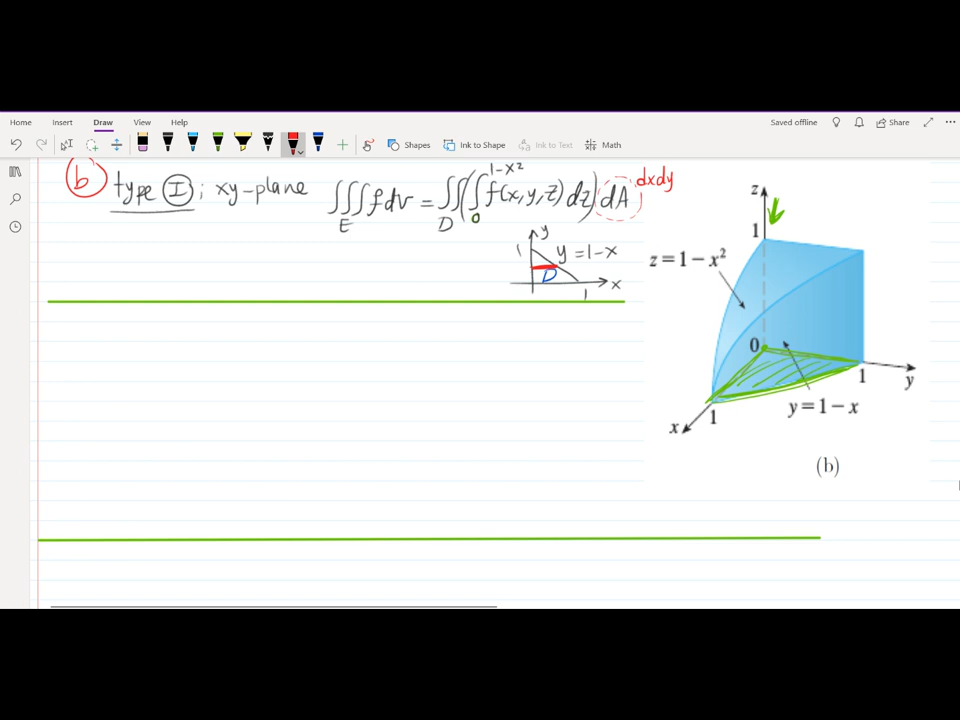 Home Insert Draw View Help Saved offline Share
Shapes Ink to Shape Ink to Text Math
b type I ; xy-plane ∭_E f dv = ∬_D (∫_0^{1-x²} f(x,y,z) dz) dA dxdy
y
1 y = 1-x
D x
1
z
1
z = 1 − x²
0
1
y
y = 1 − x
x 1
(b)